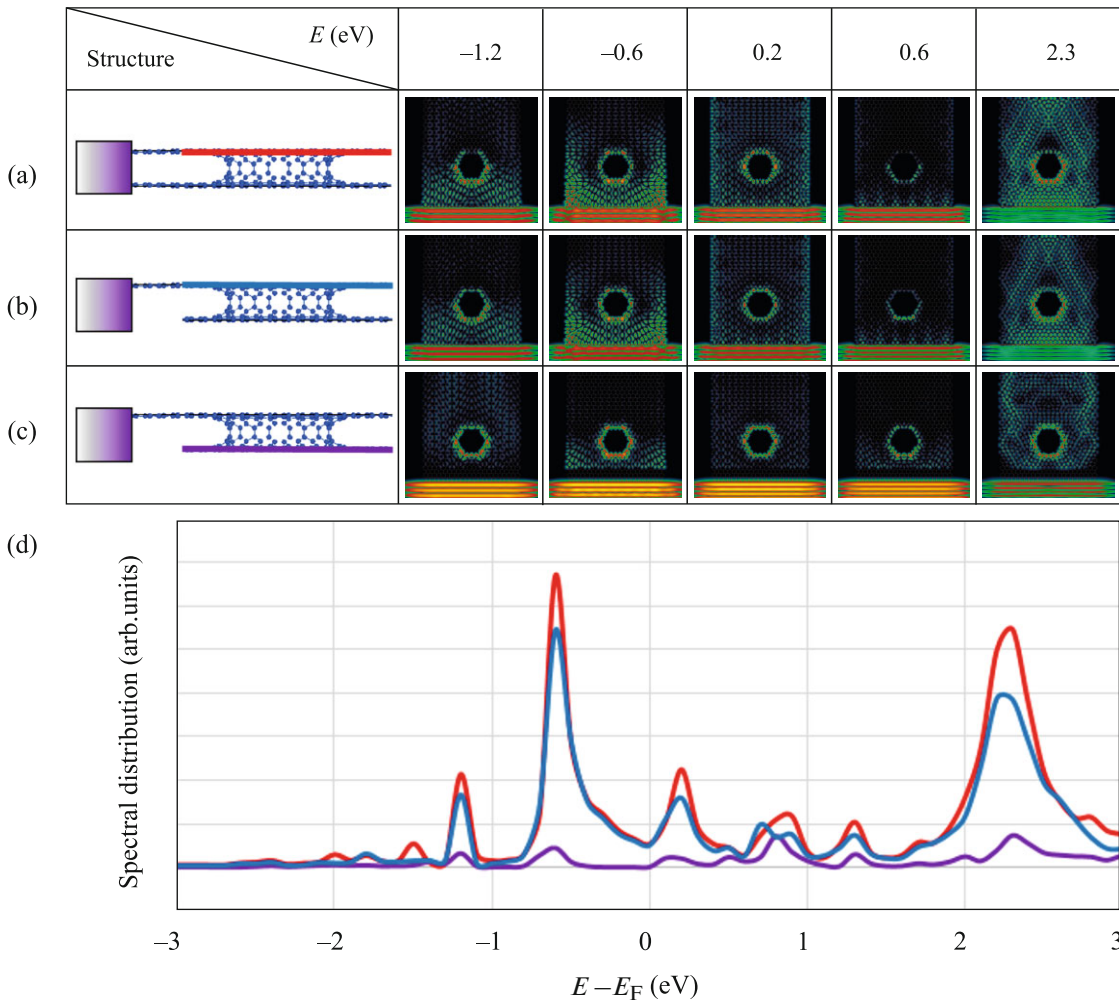 E (eV)
Structure
–1.2
–0.6
0.2
0.6
2.3
(a)
(b)
(c)
(d)
Spectral distribution (arb.units)
–3
–2
–1
0
1
2
3
E – EF (eV)